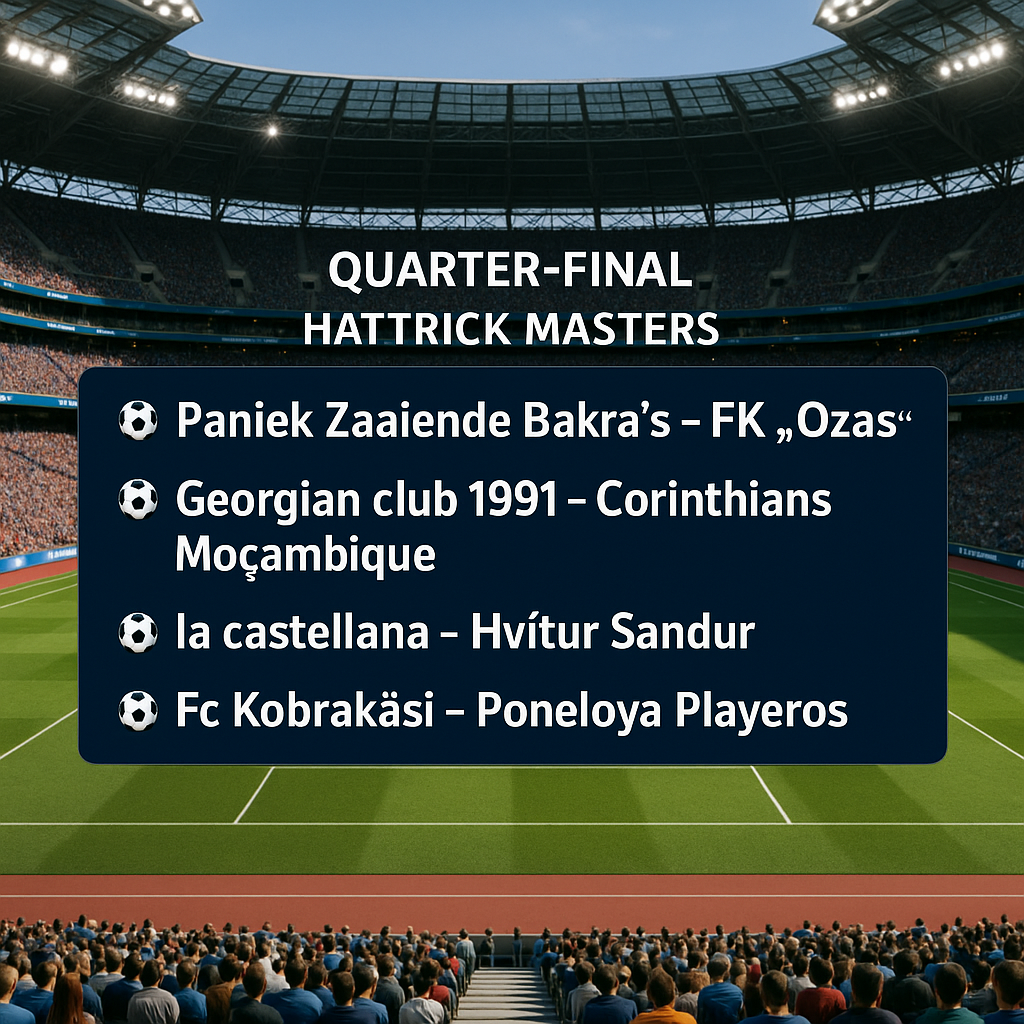 QUARTER-FINAL
HATTRICK MASTERS
Paniek Zaaiende Bakra's – FK „Ozas“
Georgian club 1991 – Corinthians
Moçambique
la castellana – Hvítur Sandur
Fc Kobrakäsi – Poneloya Playeros